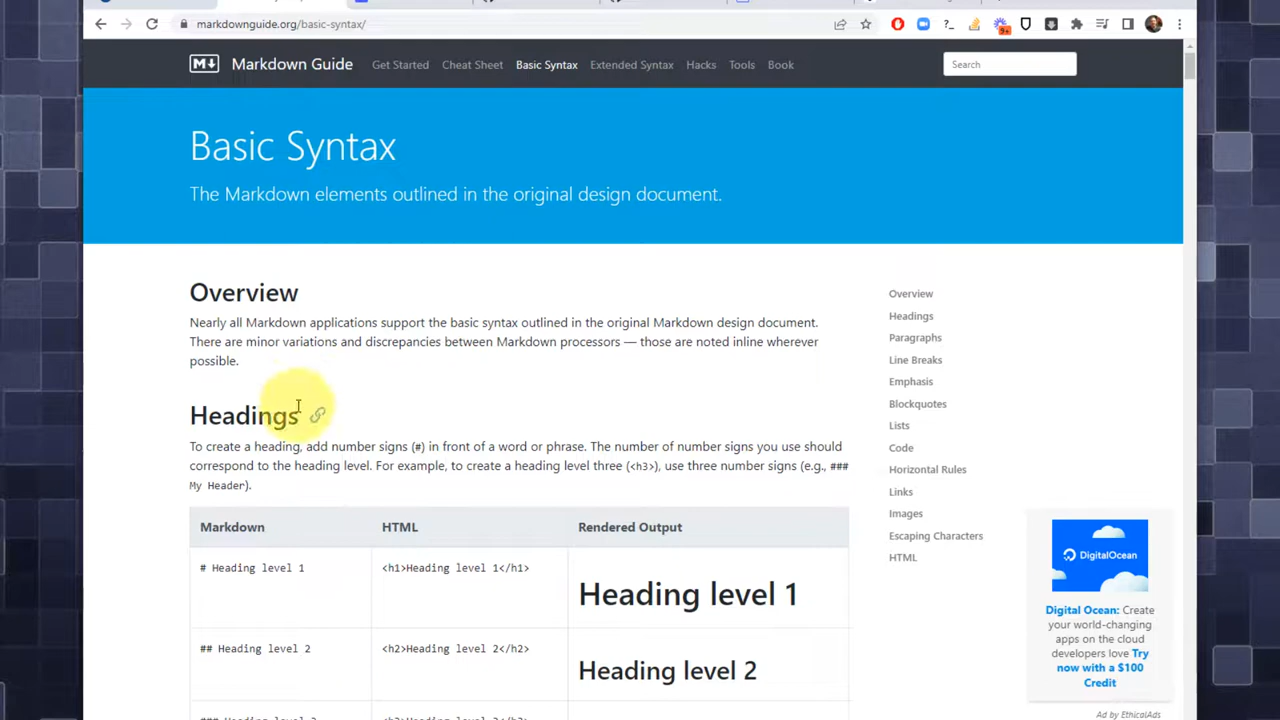 markdownguide.org/basic-syntax/
9+
M Markdown Guide Get Started Cheat Sheet Basic Syntax Extended Syntax Hacks Tools Book Search
Basic Syntax
The Markdown elements outlined in the original design document.
Overview
Nearly all Markdown applications support the basic syntax outlined in the original Markdown design document.
There are minor variations and discrepancies between Markdown processors — those are noted inline wherever
possible.
Headings
To create a heading, add number signs (#) in front of a word or phrase. The number of number signs you use should
correspond to the heading level. For example, to create a heading level three (<h3>), use three number signs (e.g., ###
My Header).
Markdown HTML Rendered Output
# Heading level 1 <h1>Heading level 1</h1> Heading level 1
## Heading level 2 <h2>Heading level 2</h2> Heading level 2
Overview
Headings
Paragraphs
Line Breaks
Emphasis
Blockquotes
Lists
Code
Horizontal Rules
Links
Images
Escaping Characters
HTML
DigitalOcean
Digital Ocean: Create
your world-changing
apps on the cloud
developers love Try
now with a $100
Credit
Ad by EthicalAds